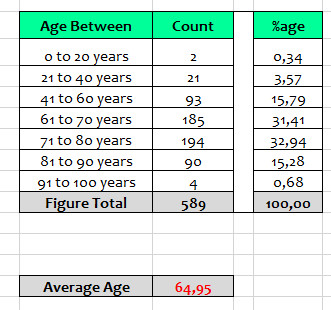 Age Between Count %age
0 to 20 years 2 0,34
21 to 40 years 21 3,57
41 to 60 years 93 15,79
61 to 70 years 185 31,41
71 to 80 years 194 32,94
81 to 90 years 90 15,28
91 to 100 years 4 0,68
Figure Total 589 100,00
Average Age 64,95